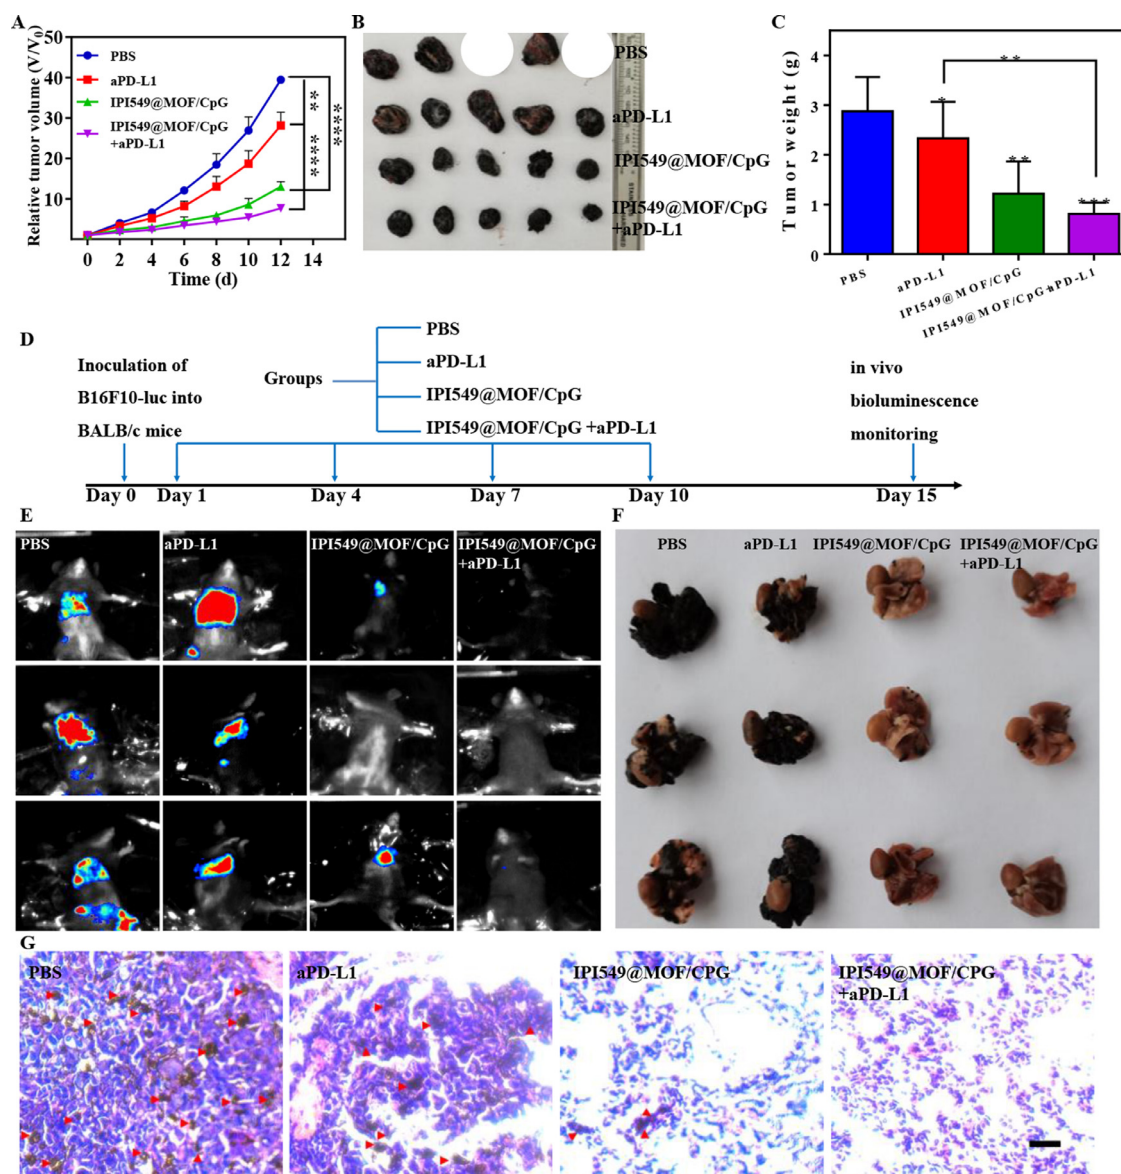 A
Relative tumor volume (V/V0)
50
40
30
20
10
PBS
aPD-L1
IPI549@MOF/CpG
IPI549@MOF/CpG
+aPD-L1
**
****
****
0 2 4 6 8 10 12 14
Time (d)
B
PBS
aPD-L1
IPI549@MOF/CpG
IPI549@MOF/CpG
+aPD-L1
C
Tumor weight (g)
4
3
2
1
0
*
**
***
**
PBS
aPD-L1
IPI549@MOF/CpG
IPI549@MOF/CpG+aPD-L1
D
Inoculation of
B16F10-luc into
BALB/c mice
Groups
PBS
aPD-L1
IPI549@MOF/CpG
IPI549@MOF/CpG +aPD-L1
in vivo
bioluminescence
monitoring
Day 0 Day 1 Day 4 Day 7 Day 10 Day 15
E
PBS
aPD-L1
IPI549@MOF/CpG
IPI549@MOF/CpG
+aPD-L1
F
PBS
aPD-L1
IPI549@MOF/CpG
IPI549@MOF/CpG
+aPD-L1
G
PBS
aPD-L1
IPI549@MOF/CPG
IPI549@MOF/CPG
+aPD-L1